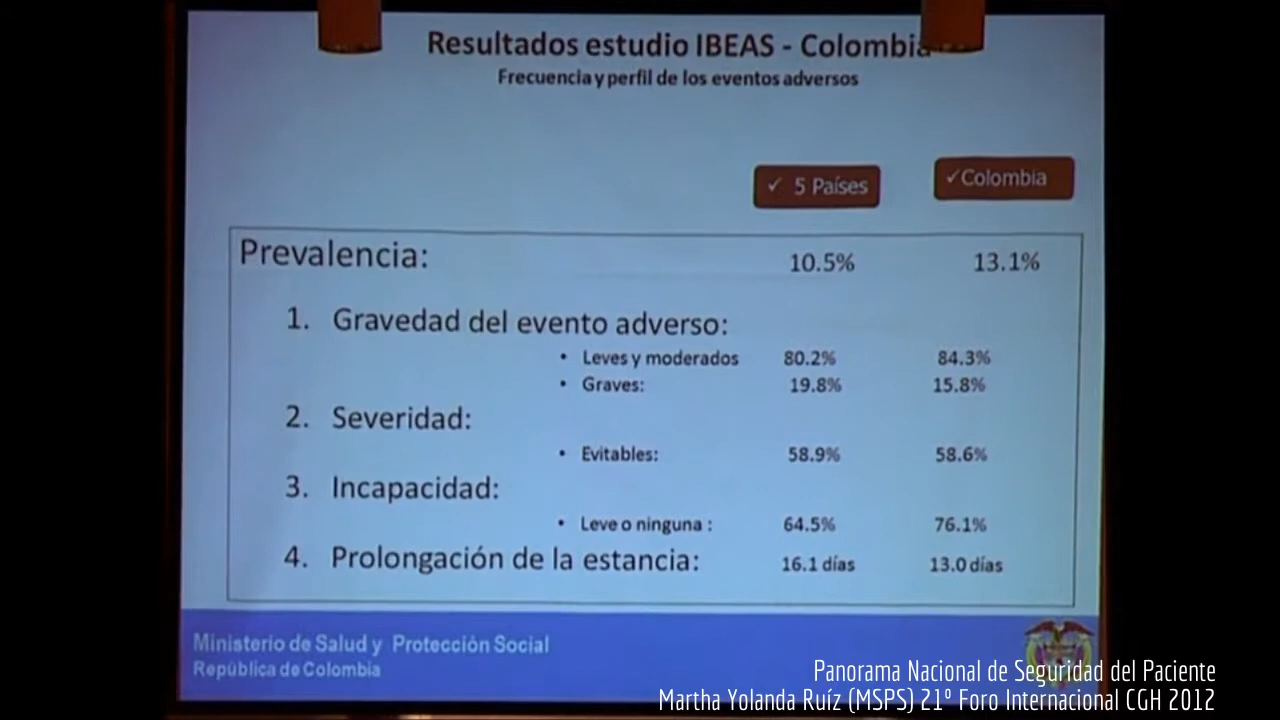 Resultados estudio IBEAS - Colombia
Frecuencia y perfil de los eventos adversos
✓ 5 Países ✓Colombia
Prevalencia: 10.5% 13.1%
1. Gravedad del evento adverso:
• Leves y moderados 80.2% 84.3%
• Graves: 19.8% 15.8%
2. Severidad:
• Evitables: 58.9% 58.6%
3. Incapacidad:
• Leve o ninguna : 64.5% 76.1%
4. Prolongación de la estancia: 16.1 días 13.0 días
Ministerio de Salud y Protección Social
República de Colombia
Panorama Nacional de Seguridad del Paciente
Martha Yolanda Ruíz (MSPS) 21º Foro Internacional CGH 2012